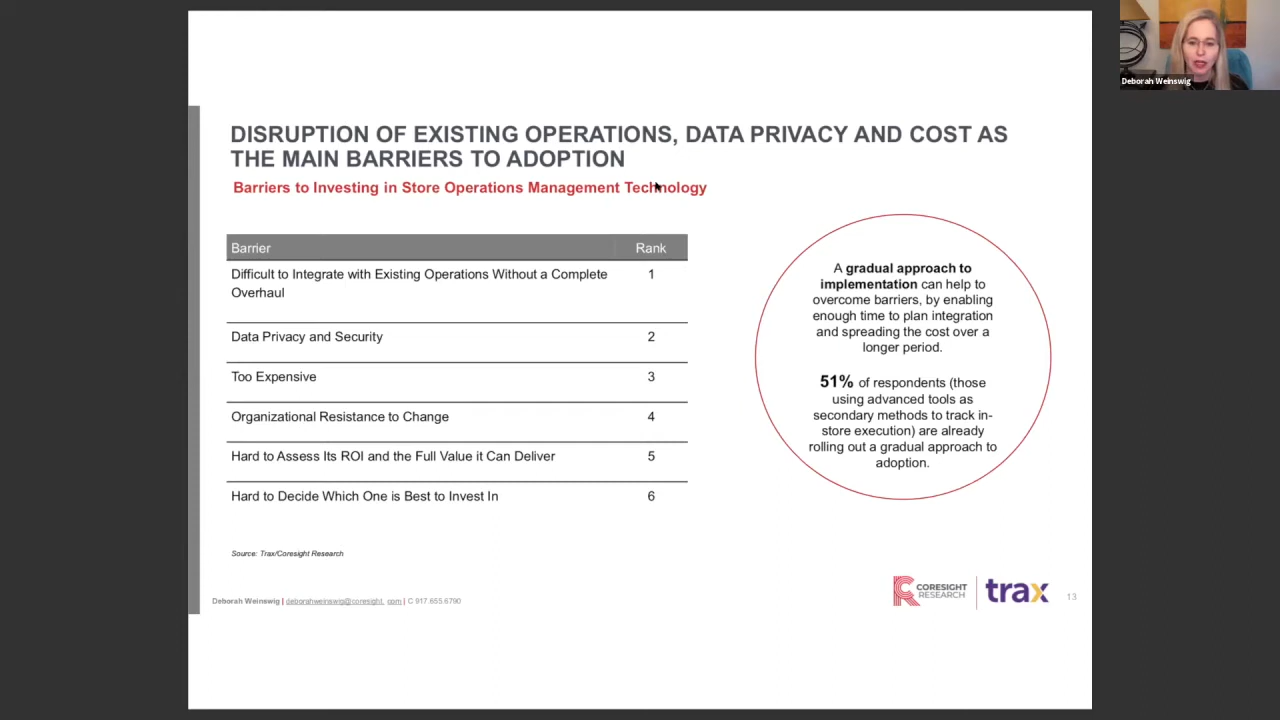 Deborah Weinswig
DISRUPTION OF EXISTING OPERATIONS, DATA PRIVACY AND COST AS
THE MAIN BARRIERS TO ADOPTION
Barriers to Investing in Store Operations Management Technology
Barrier Rank
Difficult to Integrate with Existing Operations Without a Complete 1
Overhaul
Data Privacy and Security 2
Too Expensive 3
Organizational Resistance to Change 4
Hard to Assess Its ROI and the Full Value it Can Deliver 5
Hard to Decide Which One is Best to Invest In 6
A gradual approach to
implementation can help to
overcome barriers, by enabling
enough time to plan integration
and spreading the cost over a
longer period.
51% of respondents (those
using advanced tools as
secondary methods to track in-
store execution) are already
rolling out a gradual approach to
adoption.
Source: Trax/Coresight Research
Deborah Weinswig | deborahweinswig@coresight. com | C 917.655.6790
CORESIGHT
RESEARCH
trax
13